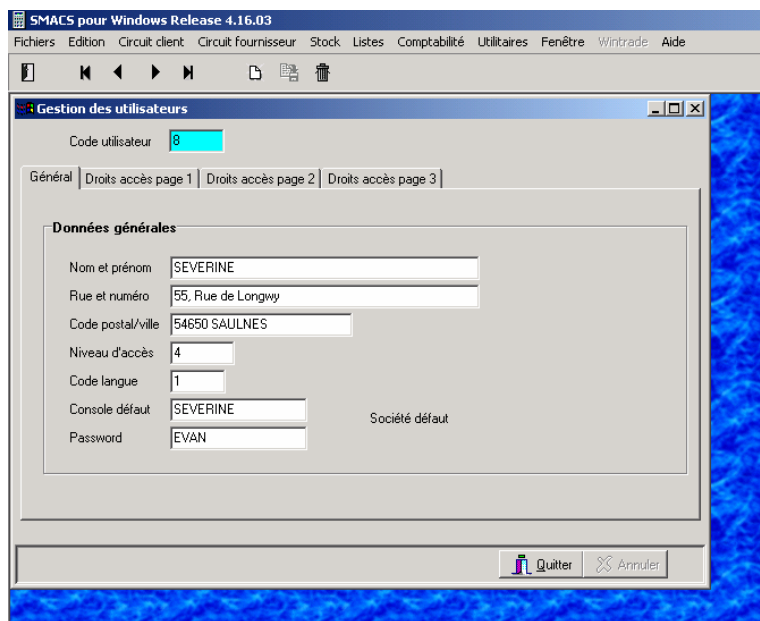 SMACS pour Windows Release 4.16.03
Fichiers Edition Circuit client Circuit fournisseur Stock Listes Comptabilité Utilitaires Fenêtre Wintrade Aide
Gestion des utilisateurs
Code utilisateur 8
Général Droits accès page 1 Droits accès page 2 Droits accès page 3
Données générales
Nom et prénom SEVERINE
Rue et numéro 55, Rue de Longwy
Code postal/ville 54650 SAULNES
Niveau d'accès 4
Code langue 1
Console défaut SEVERINE
Société défaut
Password EVAN
Quitter Annuler